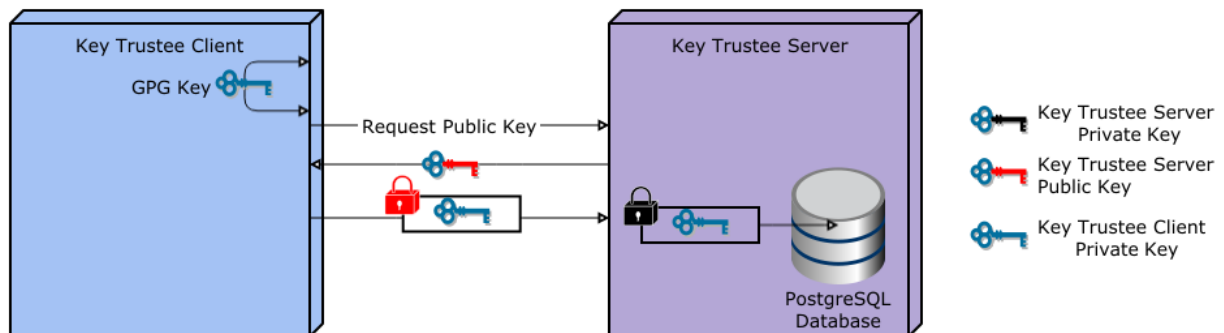 Key Trustee Client
GPG Key
Request Public Key
Key Trustee Server
PostgreSQL
Database
Key Trustee Server
Private Key
Key Trustee Server
Public Key
Key Trustee Client
Private Key